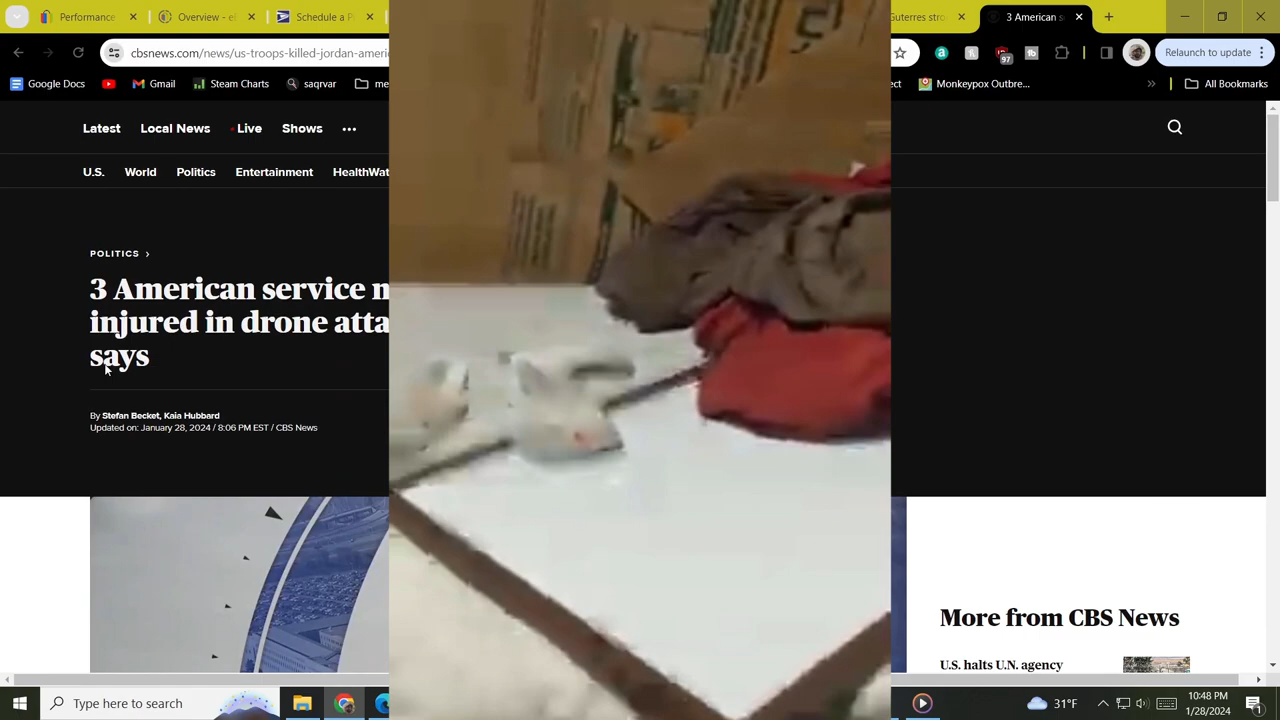 Performance
Overview - e
Schedule a P
Guterres stro
3 American s
cbsnews.com/news/us-troops-killed-jordan-ameri
97
Relaunch to update
Google Docs
Gmail
Steam Charts
saqrvar
me
ect
Monkeypox Outbre...
All Bookmarks
Latest
Local News
Live
Shows
U.S.
World
Politics
Entertainment
HealthWat
POLITICS
3 American service m
injured in drone atta
says
By Stefan Becket, Kaia Hubbard
Updated on: January 28, 2024 / 8:06 PM EST / CBS News
More from CBS News
U.S. halts U.N. agency
Type here to search
31°F
10:48 PM
1/28/2024
1